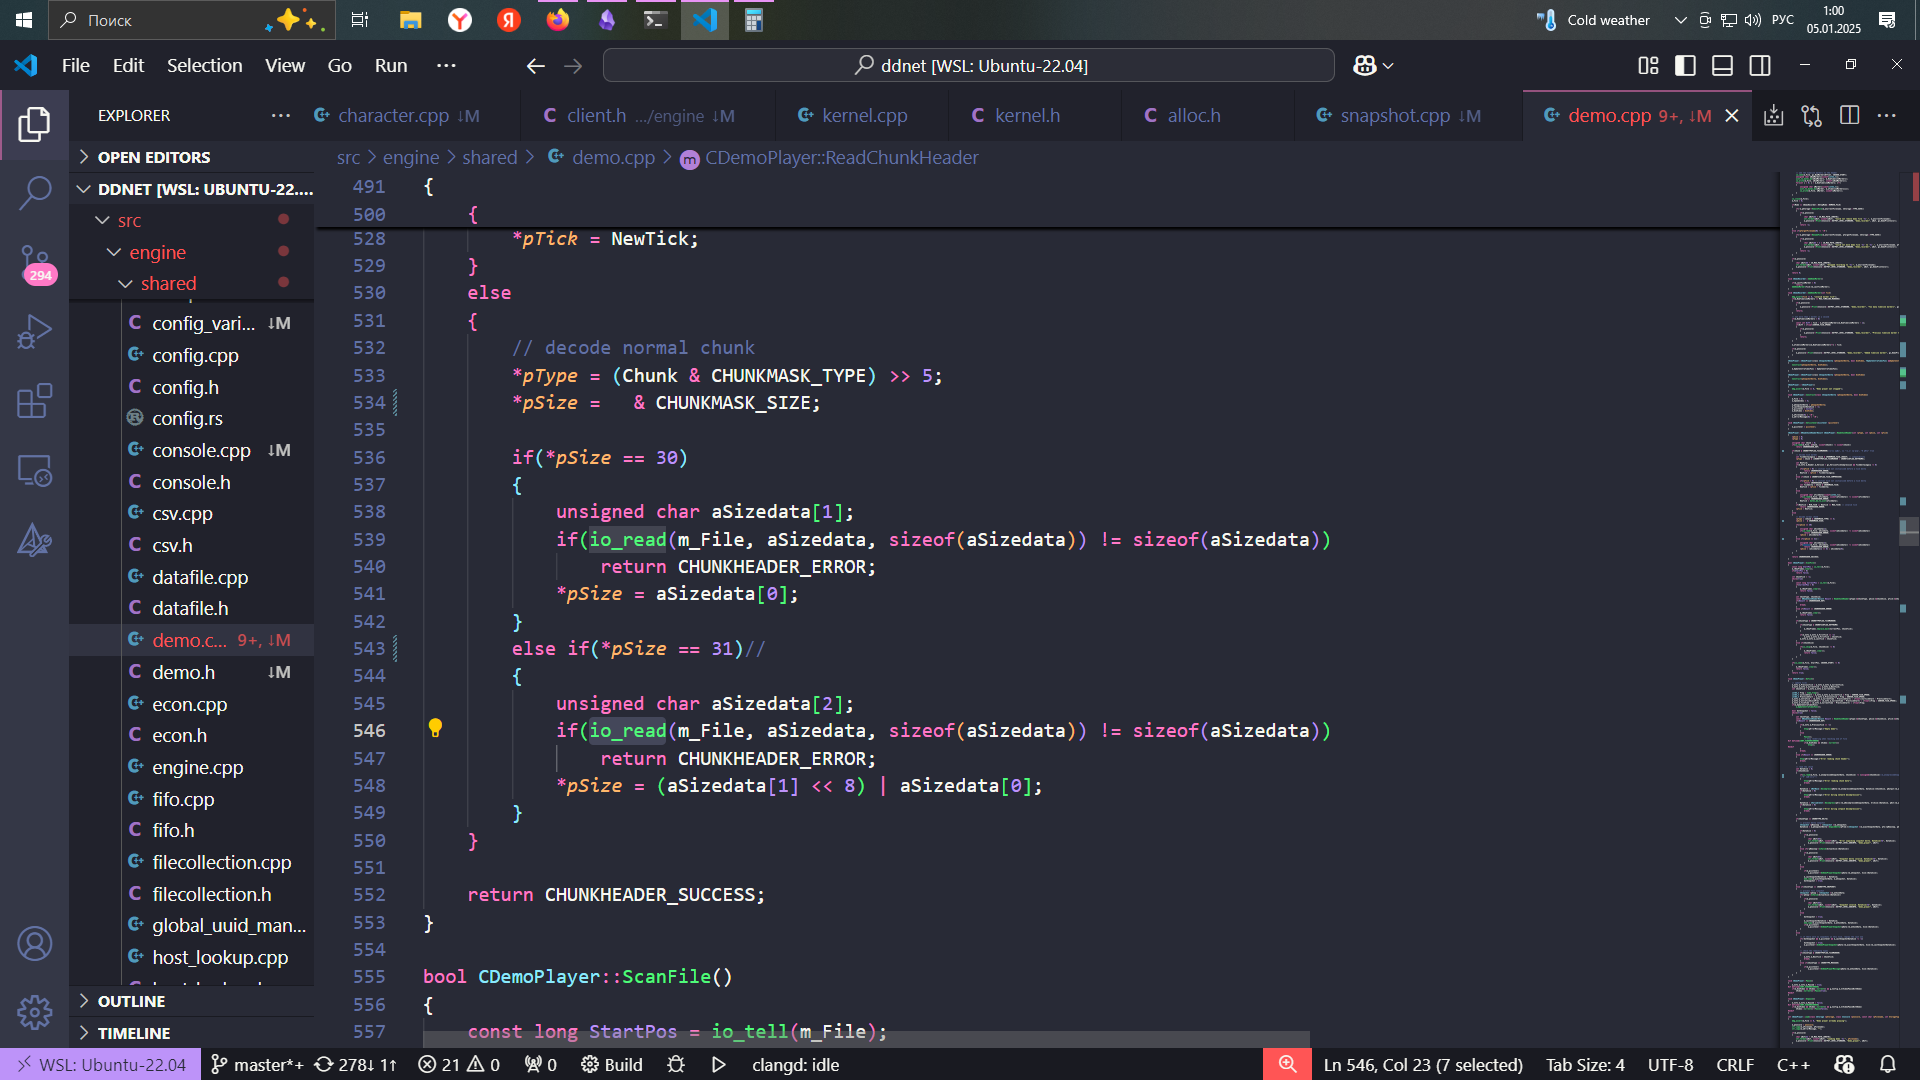 Поиск
Cold weather
РУС
1:00
05.01.2025
File Edit Selection View Go Run ···
ddnet [WSL: Ubuntu-22.04]
EXPLORER ···
character.cpp ↓M
client.h .../engine ↓M
kernel.cpp
kernel.h
alloc.h
snapshot.cpp ↓M
demo.cpp 9+, ↓M
src > engine > shared > demo.cpp > CDemoPlayer::ReadChunkHeader
OPEN EDITORS
DDNET [WSL: UBUNTU-22....
src
engine
shared
294
config_vari... ↓M
config.cpp
config.h
config.rs
console.cpp ↓M
console.h
csv.cpp
csv.h
datafile.cpp
datafile.h
demo.c... 9+, ↓M
demo.h ↓M
econ.cpp
econ.h
engine.cpp
fifo.cpp
fifo.h
filecollection.cpp
filecollection.h
global_uuid_man...
host_lookup.cpp
OUTLINE
TIMELINE
491 {
500 {
528 *pTick = NewTick;
529 }
530 else
531 {
532 // decode normal chunk
533 *pType = (Chunk & CHUNKMASK_TYPE) >> 5;
534 *pSize =   & CHUNKMASK_SIZE;
535
536 if(*pSize == 30)
537 {
538 unsigned char aSizedata[1];
539 if(io_read(m_File, aSizedata, sizeof(aSizedata)) != sizeof(aSizedata))
540 return CHUNKHEADER_ERROR;
541 *pSize = aSizedata[0];
542 }
543 else if(*pSize == 31)//
544 {
545 unsigned char aSizedata[2];
546 if(io_read(m_File, aSizedata, sizeof(aSizedata)) != sizeof(aSizedata))
547 return CHUNKHEADER_ERROR;
548 *pSize = (aSizedata[1] << 8) | aSizedata[0];
549 }
550 }
551
552 return CHUNKHEADER_SUCCESS;
553 }
554
555 bool CDemoPlayer::ScanFile()
556 {
557 const long StartPos = io_tell(m_File);
WSL: Ubuntu-22.04 master*+ 278↓ 1↑ 21 0 0 Build clangd: idle
Ln 546, Col 23 (7 selected) Tab Size: 4 UTF-8 CRLF C++